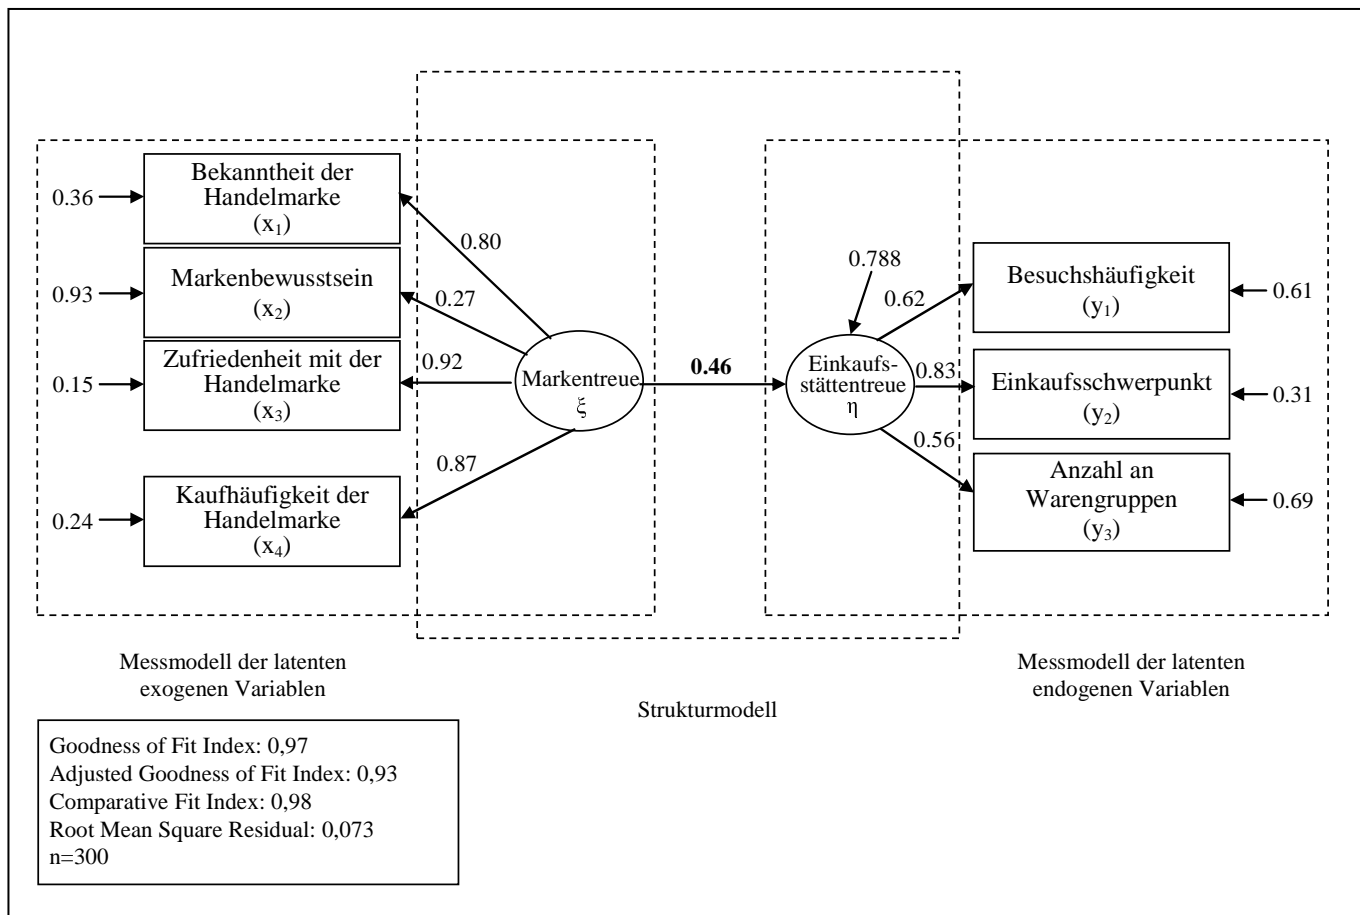 Bekanntheit der
Handelmarke
(x₁)
0.36
Markenbewusstsein
(x₂)
0.93
Zufriedenheit mit der
Handelmarke
(x₃)
0.15
Kaufhäufigkeit der
Handelmarke
(x₄)
0.24
0.80
0.27
0.92
0.87
Markentreue
ξ
0.46
0.788
Einkaufs-
stättentreue
η
0.62
0.83
0.56
Besuchshäufigkeit
(y₁)
0.61
Einkaufsschwerpunkt
(y₂)
0.31
Anzahl an
Warengruppen
(y₃)
0.69
Messmodell der latenten
exogenen Variablen
Strukturmodell
Messmodell der latenten
endogenen Variablen
Goodness of Fit Index: 0,97
Adjusted Goodness of Fit Index: 0,93
Comparative Fit Index: 0,98
Root Mean Square Residual: 0,073
n=300